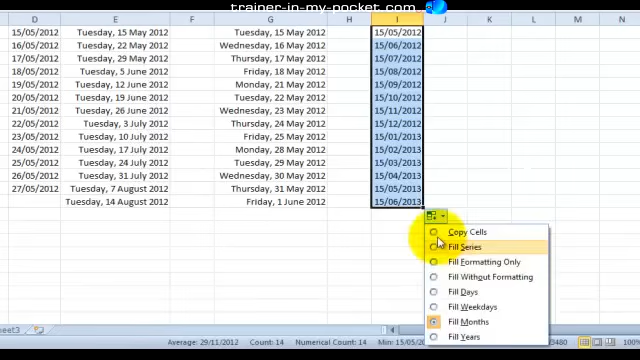 trainer-in-my-pocket.com
D E F G H I J K L M N
15/05/2012 Tuesday, 15 May 2012 Tuesday, 15 May 2012 15/05/2012
16/05/2012 Tuesday, 22 May 2012 Wednesday, 16 May 2012 15/06/2012
17/05/2012 Tuesday, 29 May 2012 Thursday, 17 May 2012 15/07/2012
18/05/2012 Tuesday, 5 June 2012 Friday, 18 May 2012 15/08/2012
19/05/2012 Tuesday, 12 June 2012 Monday, 21 May 2012 15/09/2012
20/05/2012 Tuesday, 19 June 2012 Tuesday, 22 May 2012 15/10/2012
21/05/2012 Tuesday, 26 June 2012 Wednesday, 23 May 2012 15/11/2012
22/05/2012 Tuesday, 3 July 2012 Thursday, 24 May 2012 15/12/2012
23/05/2012 Tuesday, 10 July 2012 Friday, 25 May 2012 15/01/2013
24/05/2012 Tuesday, 17 July 2012 Monday, 28 May 2012 15/02/2013
25/05/2012 Tuesday, 24 July 2012 Tuesday, 29 May 2012 15/03/2013
26/05/2012 Tuesday, 31 July 2012 Wednesday, 30 May 2012 15/04/2013
27/05/2012 Tuesday, 7 August 2012 Thursday, 31 May 2012 15/05/2013
Tuesday, 14 August 2012 Friday, 1 June 2012 15/06/2013
Copy Cells
Fill Series
Fill Formatting Only
Fill Without Formatting
Fill Days
Fill Weekdays
Fill Months
Fill Years
heet3
Average: 29/11/2012 Count: 14 Numerical Count: 14 3480 100%